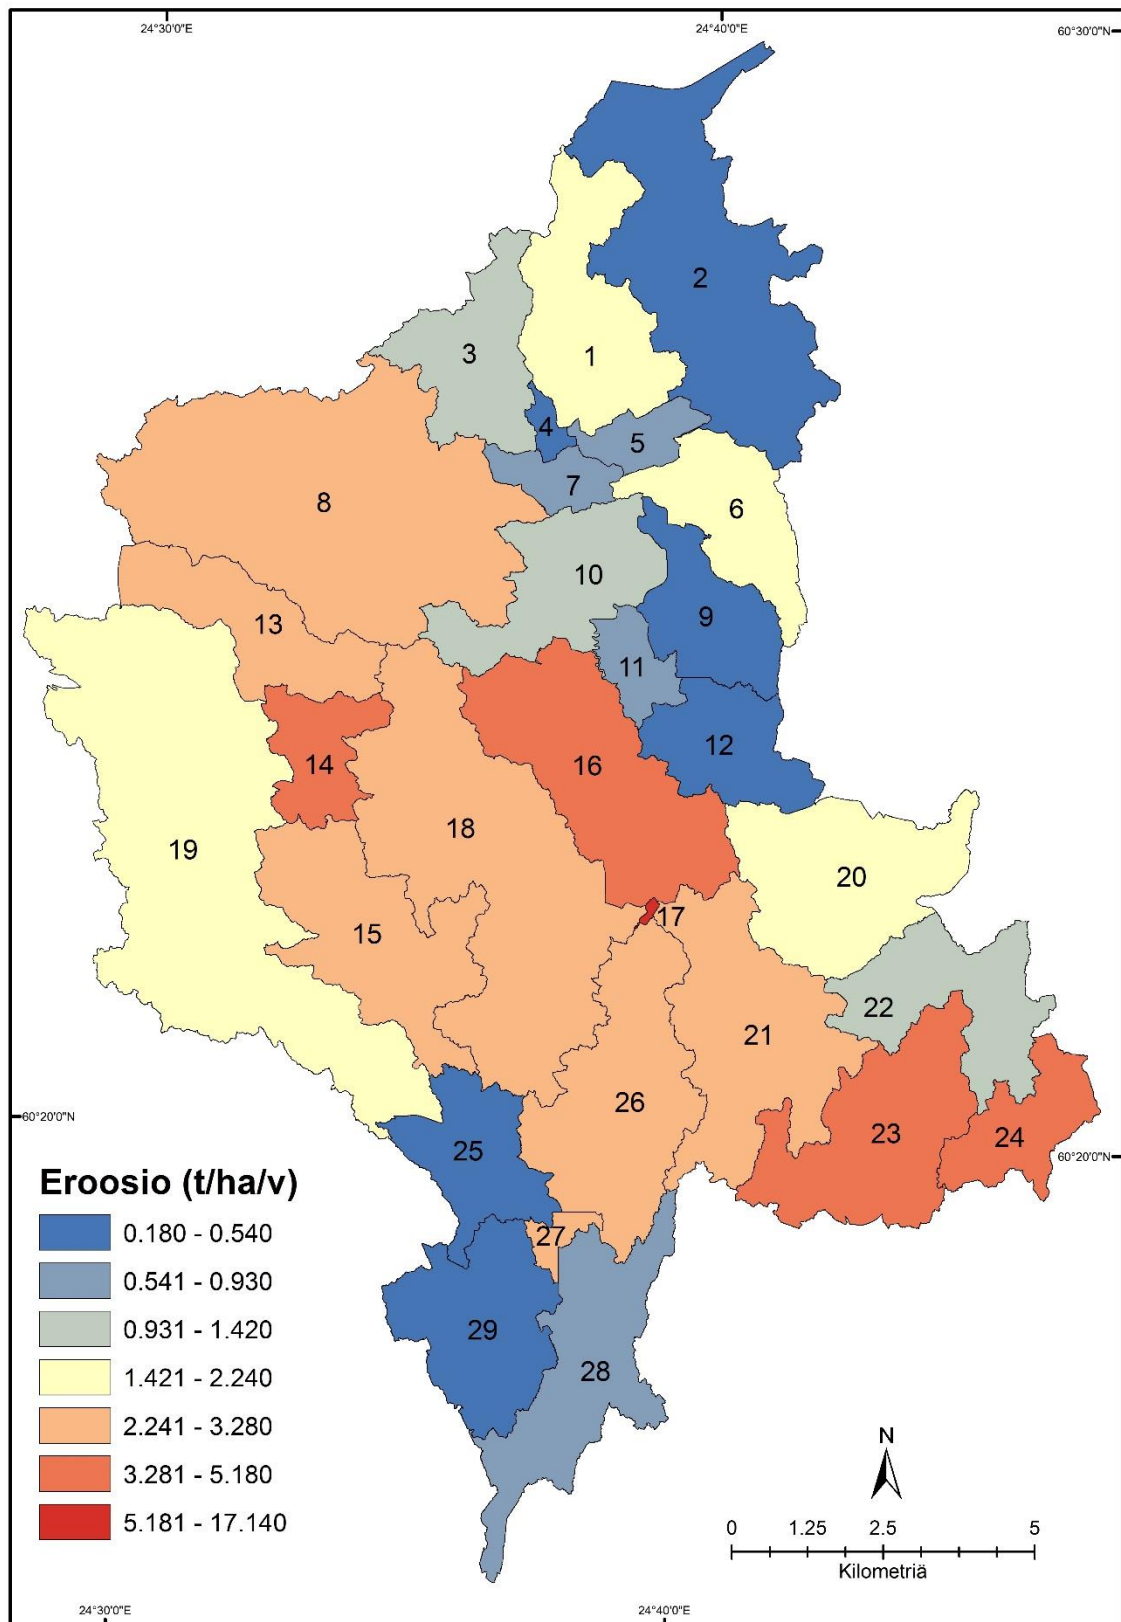 24°30'0"E
24°40'0"E
60°30'0"N
2
3
1
4
5
7
8
6
10
9
13
11
12
14
16
18
19
20
17
15
22
21
26
23
24
25
60°20'0"N
60°20'0"N
27
29
28
Eroosio (t/ha/v)
0.180 - 0.540
0.541 - 0.930
0.931 - 1.420
1.421 - 2.240
2.241 - 3.280
3.281 - 5.180
5.181 - 17.140
N
0 1.25 2.5 5
Kilometriä
24°30'0"E
24°40'0"E